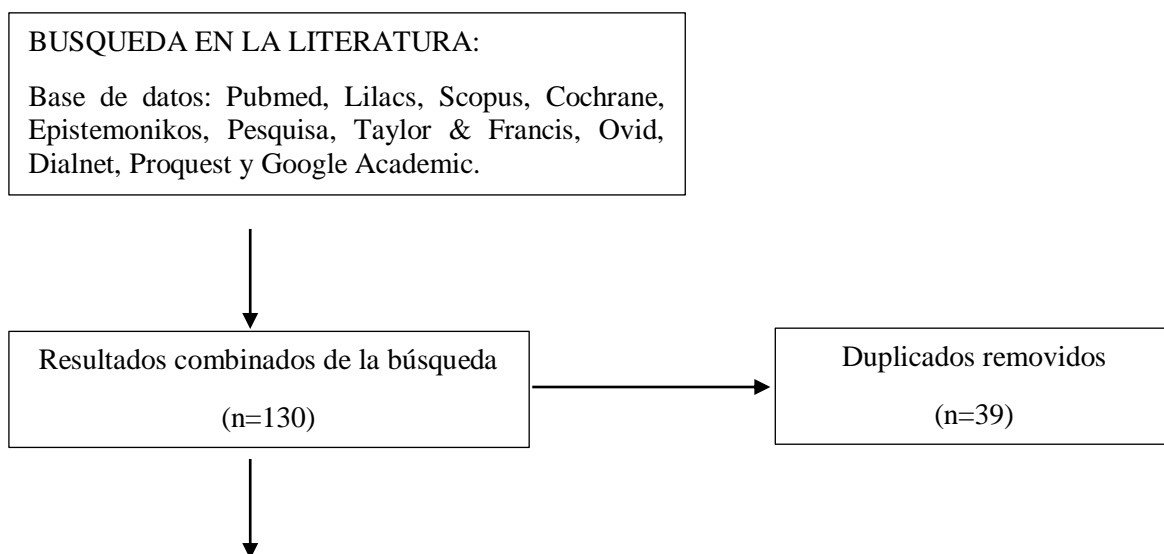 BUSQUEDA EN LA LITERATURA:
Base de datos: Pubmed, Lilacs, Scopus, Cochrane,
Epistemonikos, Pesquisa, Taylor & Francis, Ovid,
Dialnet, Proquest y Google Academic.
Resultados combinados de la búsqueda
(n=130)
Duplicados removidos
(n=39)